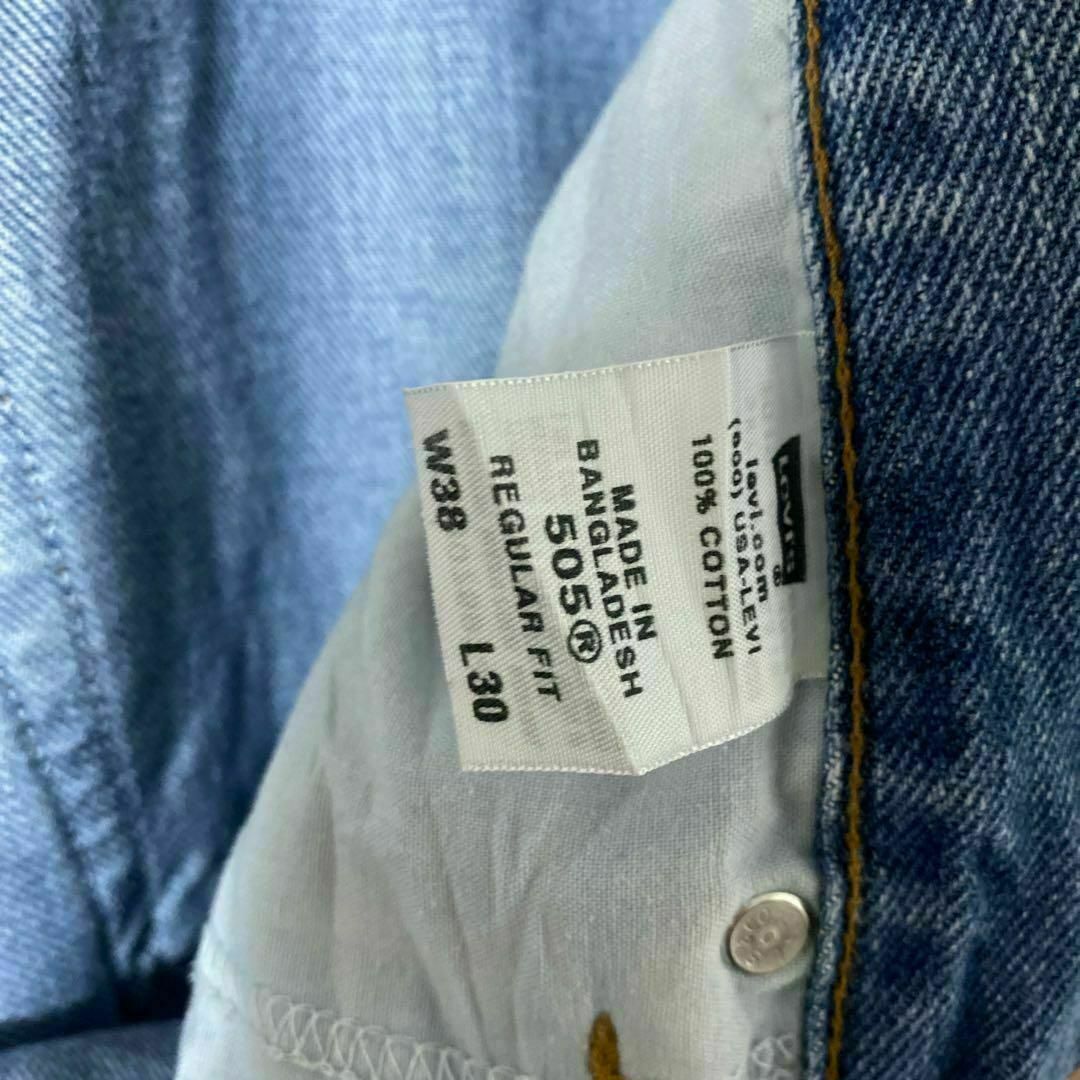 Levi's®
levi.com
(800) USA-LEVI
100% COTTON
MADE IN
BANGLADESH
505®
REGULAR FIT
W38 L30